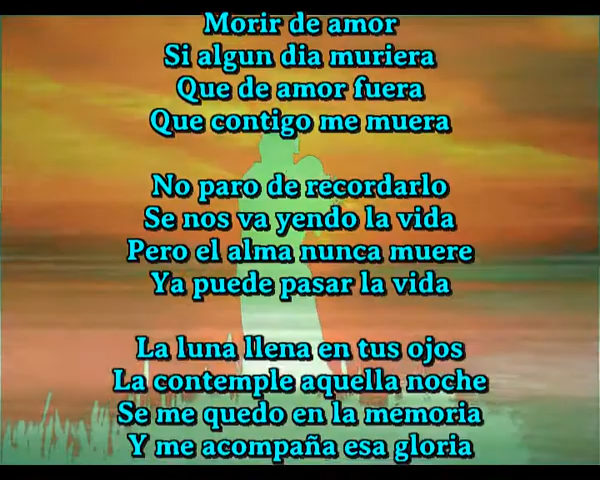 Morir de amor
Si algun dia muriera
Que de amor fuera
Que contigo me muera
No paro de recordarlo
Se nos va yendo la vida
Pero el alma nunca muere
Ya puede pasar la vida
La luna llena en tus ojos
La contemple aquella noche
Se me quedo en la memoria
Y me acompaña esa gloria